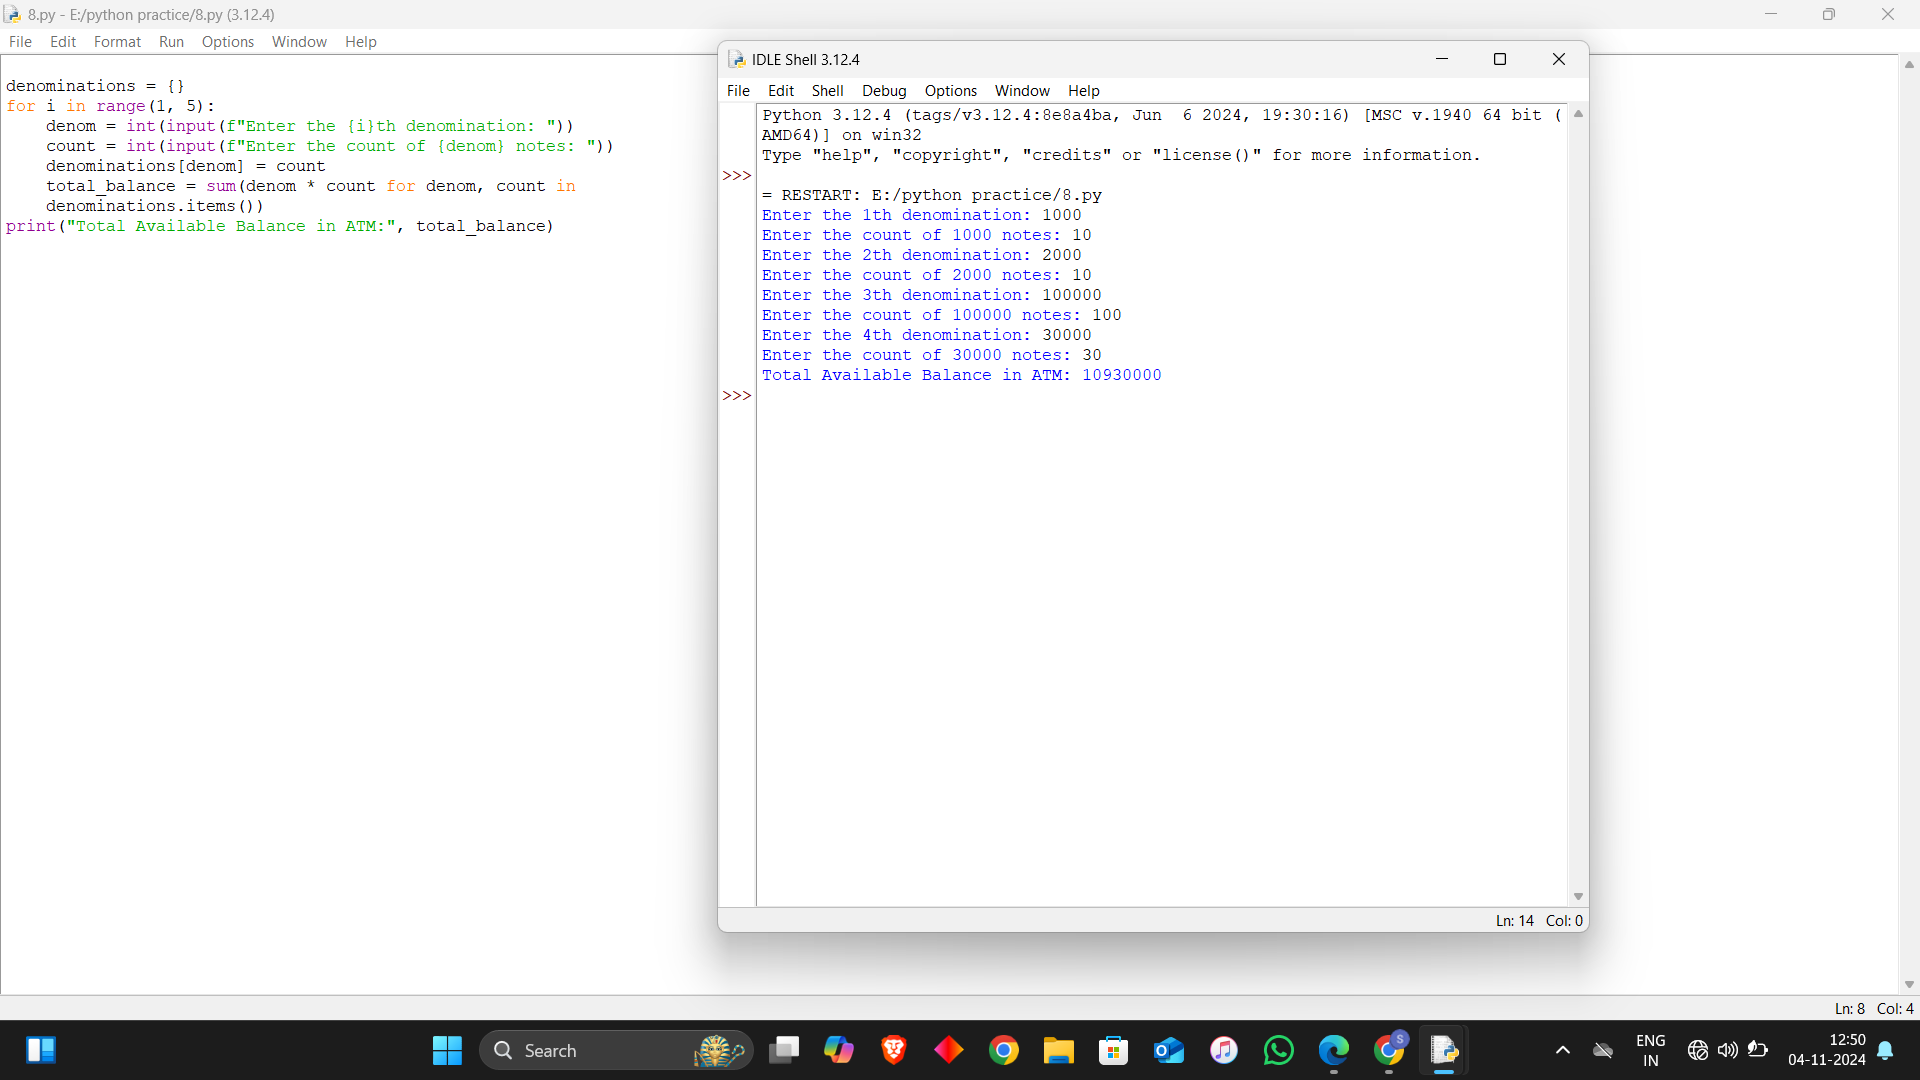 8.py - E:/python practice/8.py (3.12.4)
File Edit Format Run Options Window Help
denominations = {}
for i in range(1, 5):
    denom = int(input(f"Enter the {i}th denomination: "))
    count = int(input(f"Enter the count of {denom} notes: "))
    denominations[denom] = count
    total_balance = sum(denom * count for denom, count in
    denominations.items())
print("Total Available Balance in ATM:", total_balance)
IDLE Shell 3.12.4
File Edit Shell Debug Options Window Help
Python 3.12.4 (tags/v3.12.4:8e8a4ba, Jun  6 2024, 19:30:16) [MSC v.1940 64 bit (
AMD64)] on win32
Type "help", "copyright", "credits" or "license()" for more information.
>>>
= RESTART: E:/python practice/8.py
Enter the 1th denomination: 1000
Enter the count of 1000 notes: 10
Enter the 2th denomination: 2000
Enter the count of 2000 notes: 10
Enter the 3th denomination: 100000
Enter the count of 100000 notes: 100
Enter the 4th denomination: 30000
Enter the count of 30000 notes: 30
Total Available Balance in ATM: 10930000
>>>
Ln: 14 Col: 0
Ln: 8 Col: 4
Search
S
ENG
IN
12:50
04-11-2024